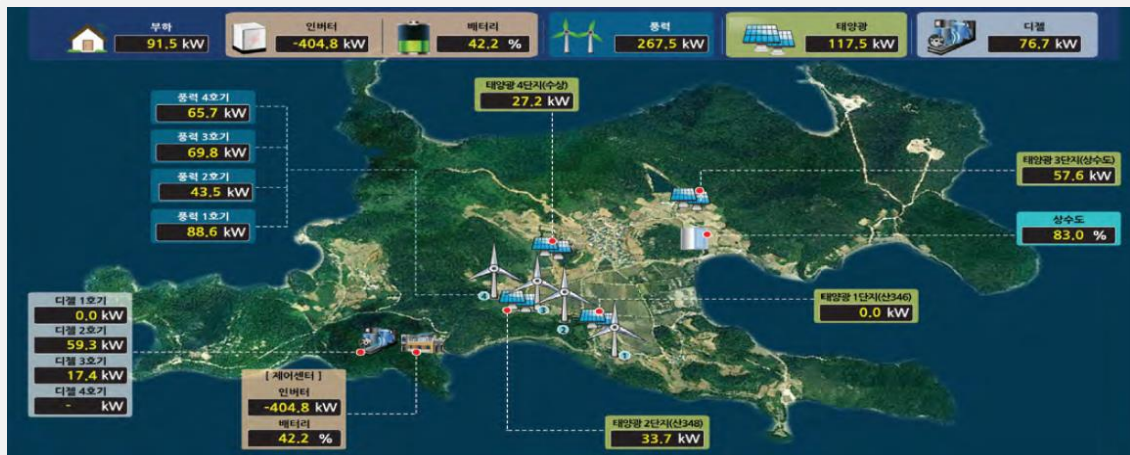 부하
91.5 kW
인버터
-404.8 kW
배터리
42.2 %
풍력
267.5 kW
태양광
117.5 kW
디젤
76.7 kW
태양광 4단지(수상)
27.2 kW
풍력 4호기
65.7 kW
풍력 3호기
69.8 kW
풍력 2호기
43.5 kW
풍력 1호기
88.6 kW
태양광 3단지(상수도)
57.6 kW
상수도
83.0 %
디젤 1호기
0.0 kW
디젤 2호기
59.3 kW
디젤 3호기
17.4 kW
디젤 4호기
- kW
태양광 1단지(산346)
0.0 kW
4
3
2
1
[ 제어센터 ]
인버터
-404.8 kW
배터리
42.2 %
태양광 2단지(산348)
33.7 kW